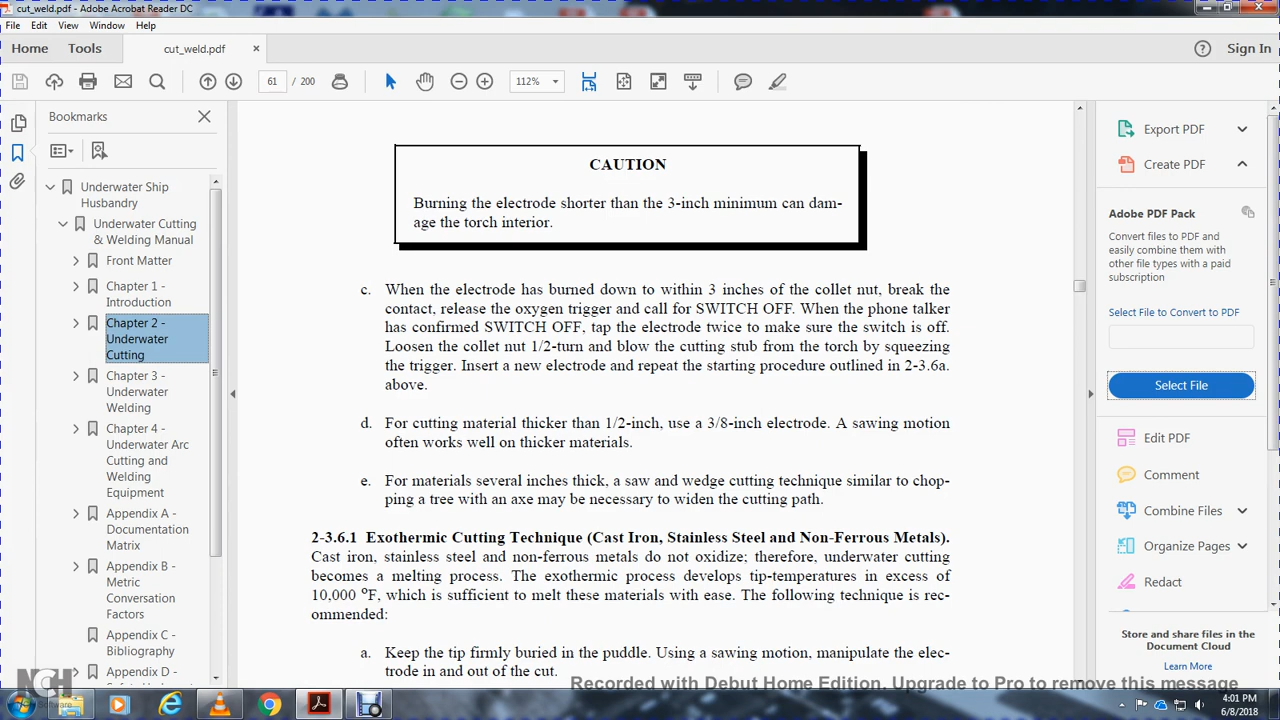 cut_weld.pdf - Adobe Acrobat Reader DC
File Edit View Window Help
Home Tools cut_weld.pdf × Sign In
61 / 200 112%
Bookmarks
Underwater Ship
Husbandry
Underwater Cutting
& Welding Manual
Front Matter
Chapter 1 -
Introduction
Chapter 2 -
Underwater
Cutting
Chapter 3 -
Underwater
Welding
Chapter 4 -
Underwater Arc
Cutting and
Welding
Equipment
Appendix A -
Documentation
Matrix
Appendix B -
Metric
Conversion
Factors
Appendix C -
Bibliography
Appendix D -
CAUTION
Burning the electrode shorter than the 3-inch minimum can dam-
age the torch interior.
c. When the electrode has burned down to within 3 inches of the collet nut, break the
contact, release the oxygen trigger and call for SWITCH OFF. When the phone talker
has confirmed SWITCH OFF, tap the electrode twice to make sure the switch is off.
Loosen the collet nut 1/2-turn and blow the cutting stub from the torch by squeezing
the trigger. Insert a new electrode and repeat the starting procedure outlined in 2-3.6a.
above.
d. For cutting material thicker than 1/2-inch, use a 3/8-inch electrode. A sawing motion
often works well on thicker materials.
e. For materials several inches thick, a saw and wedge cutting technique similar to chop-
ping a tree with an axe may be necessary to widen the cutting path.
2-3.6.1 Exothermic Cutting Technique (Cast Iron, Stainless Steel and Non-Ferrous Metals).
Cast iron, stainless steel and non-ferrous metals do not oxidize; therefore, underwater cutting
becomes a melting process. The exothermic process develops tip-temperatures in excess of
10,000 °F, which is sufficient to melt these materials with ease. The following technique is rec-
ommended:
a. Keep the tip firmly buried in the puddle. Using a sawing motion, manipulate the elec-
trode in and out of the cut.
Export PDF
Create PDF
Adobe PDF Pack
Convert files to PDF and
easily combine them with
other file types with a paid
subscription
Select File to Convert to PDF
Select File
Edit PDF
Comment
Combine Files
Organize Pages
Redact
Store and share files in the
Document Cloud
Learn More
NCH Software
Recorded with Debut Home Edition. Upgrade to Pro to remove this message
4:01 PM
6/8/2018